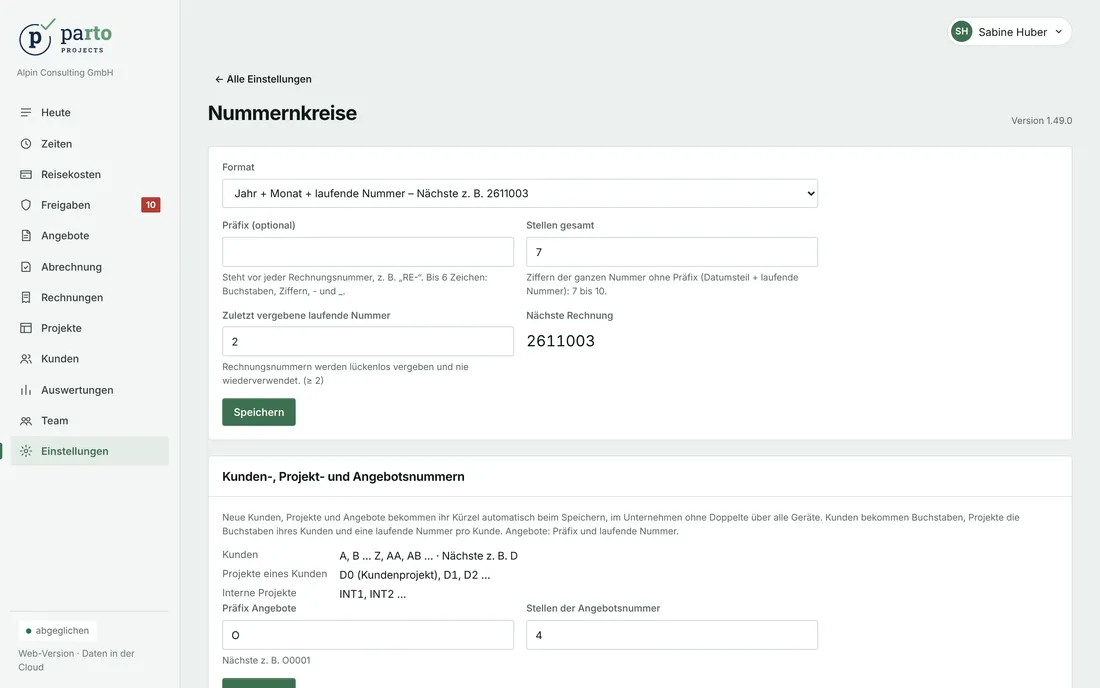 parto
PROJECTS
Alpin Consulting GmbH
Heute
Zeiten
Reisekosten
Freigaben 10
Angebote
Abrechnung
Rechnungen
Projekte
Kunden
Auswertungen
Team
Einstellungen
abgeglichen
Web-Version · Daten in der
Cloud
SH Sabine Huber
← Alle Einstellungen
Nummernkreise
Version 1.49.0
Format
Jahr + Monat + laufende Nummer – Nächste z. B. 2611003
Präfix (optional)
Steht vor jeder Rechnungsnummer, z. B. „RE-“. Bis 6 Zeichen:
Buchstaben, Ziffern, - und _.
Stellen gesamt
7
Ziffern der ganzen Nummer ohne Präfix (Datumsteil + laufende
Nummer): 7 bis 10.
Zuletzt vergebene laufende Nummer
2
Rechnungsnummern werden lückenlos vergeben und nie
wiederverwendet. (≥ 2)
Nächste Rechnung
2611003
Speichern
Kunden-, Projekt- und Angebotsnummern
Neue Kunden, Projekte und Angebote bekommen ihr Kürzel automatisch beim Speichern, im Unternehmen ohne Doppelte über alle Geräte. Kunden bekommen Buchstaben, Projekte die
Buchstaben ihres Kunden und eine laufende Nummer pro Kunde. Angebote: Präfix und laufende Nummer.
Kunden A, B … Z, AA, AB … · Nächste z. B. D
Projekte eines Kunden D0 (Kundenprojekt), D1, D2 …
Interne Projekte INT1, INT2 …
Präfix Angebote
O
Nächste z. B. O0001
Stellen der Angebotsnummer
4